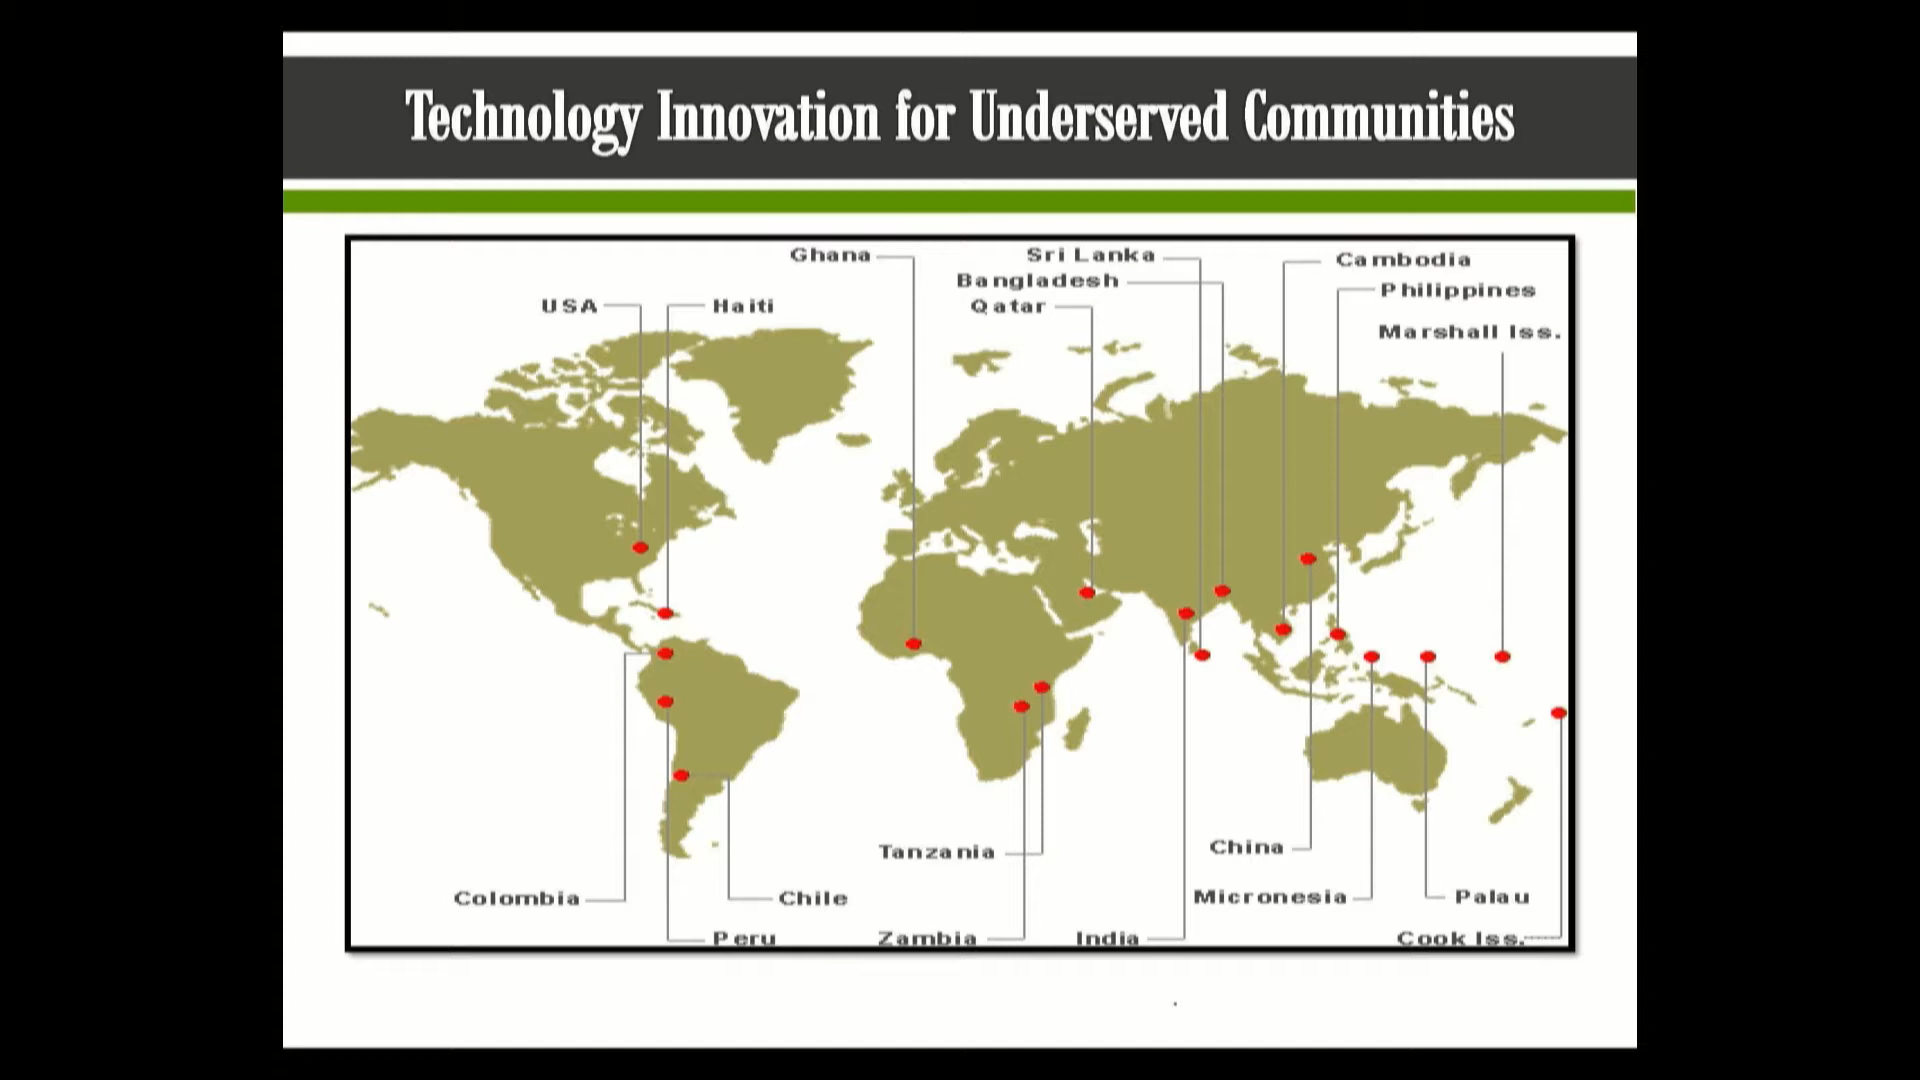 Technology Innovation for Underserved Communities
Ghana
Sri Lanka
Cambodia
Bangladesh
Philippines
USA
Haiti
Qatar
Marshall Iss.
Tanzania
China
Colombia
Chile
Micronesia
Palau
Peru
Zambia
India
Cook Iss.